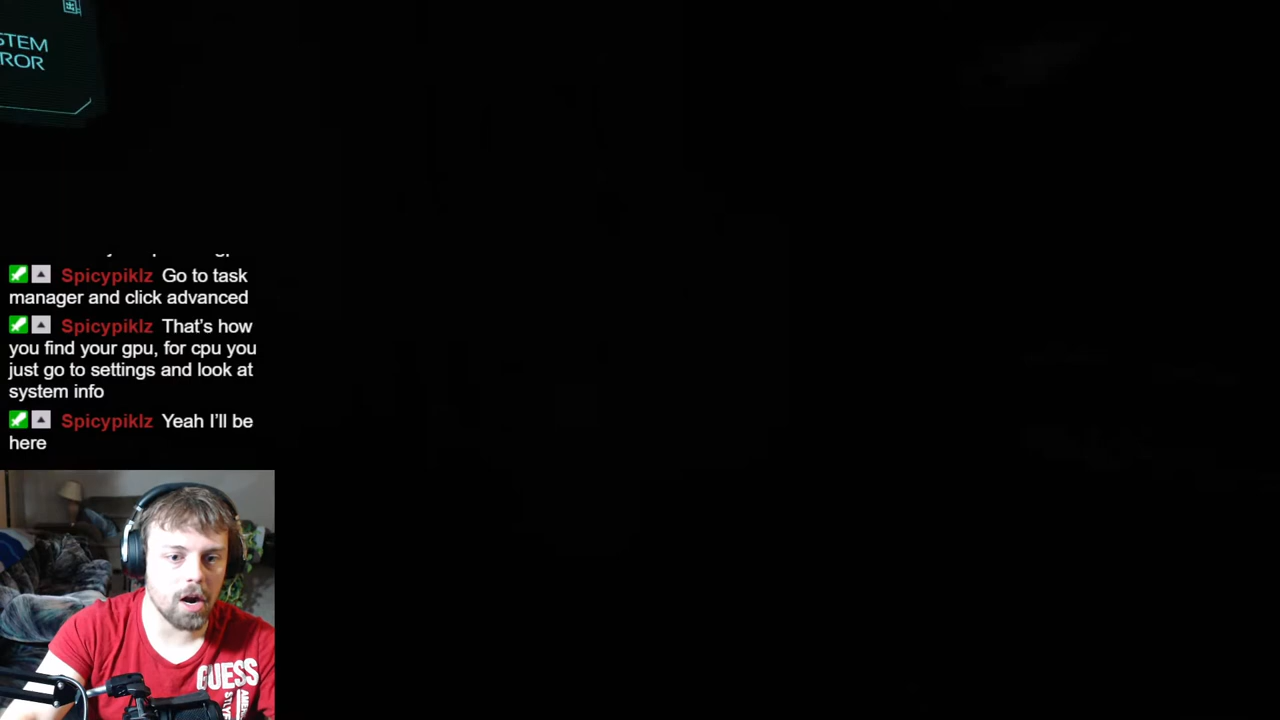 STEM
ROR
Spicypiklz Go to task
manager and click advanced
Spicypiklz That's how
you find your gpu, for cpu you
just go to settings and look at
system info
Spicypiklz Yeah I'll be
here
GUESS